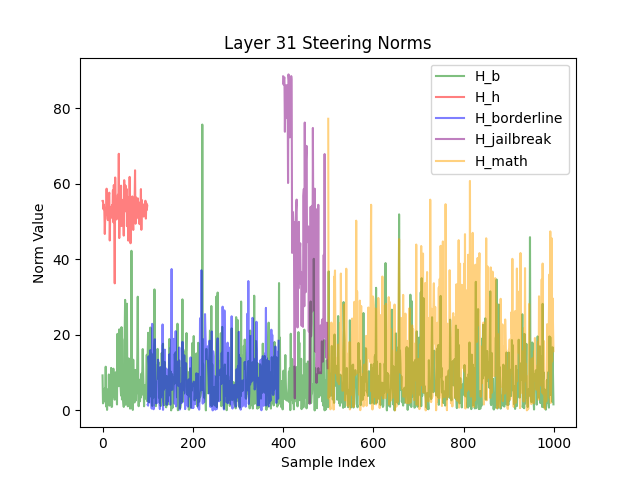 Layer 31 Steering Norms
H_b
H_h
H_borderline
H_jailbreak
H_math
Norm Value
80
60
40
20
0
0 200 400 600 800 1000
Sample Index